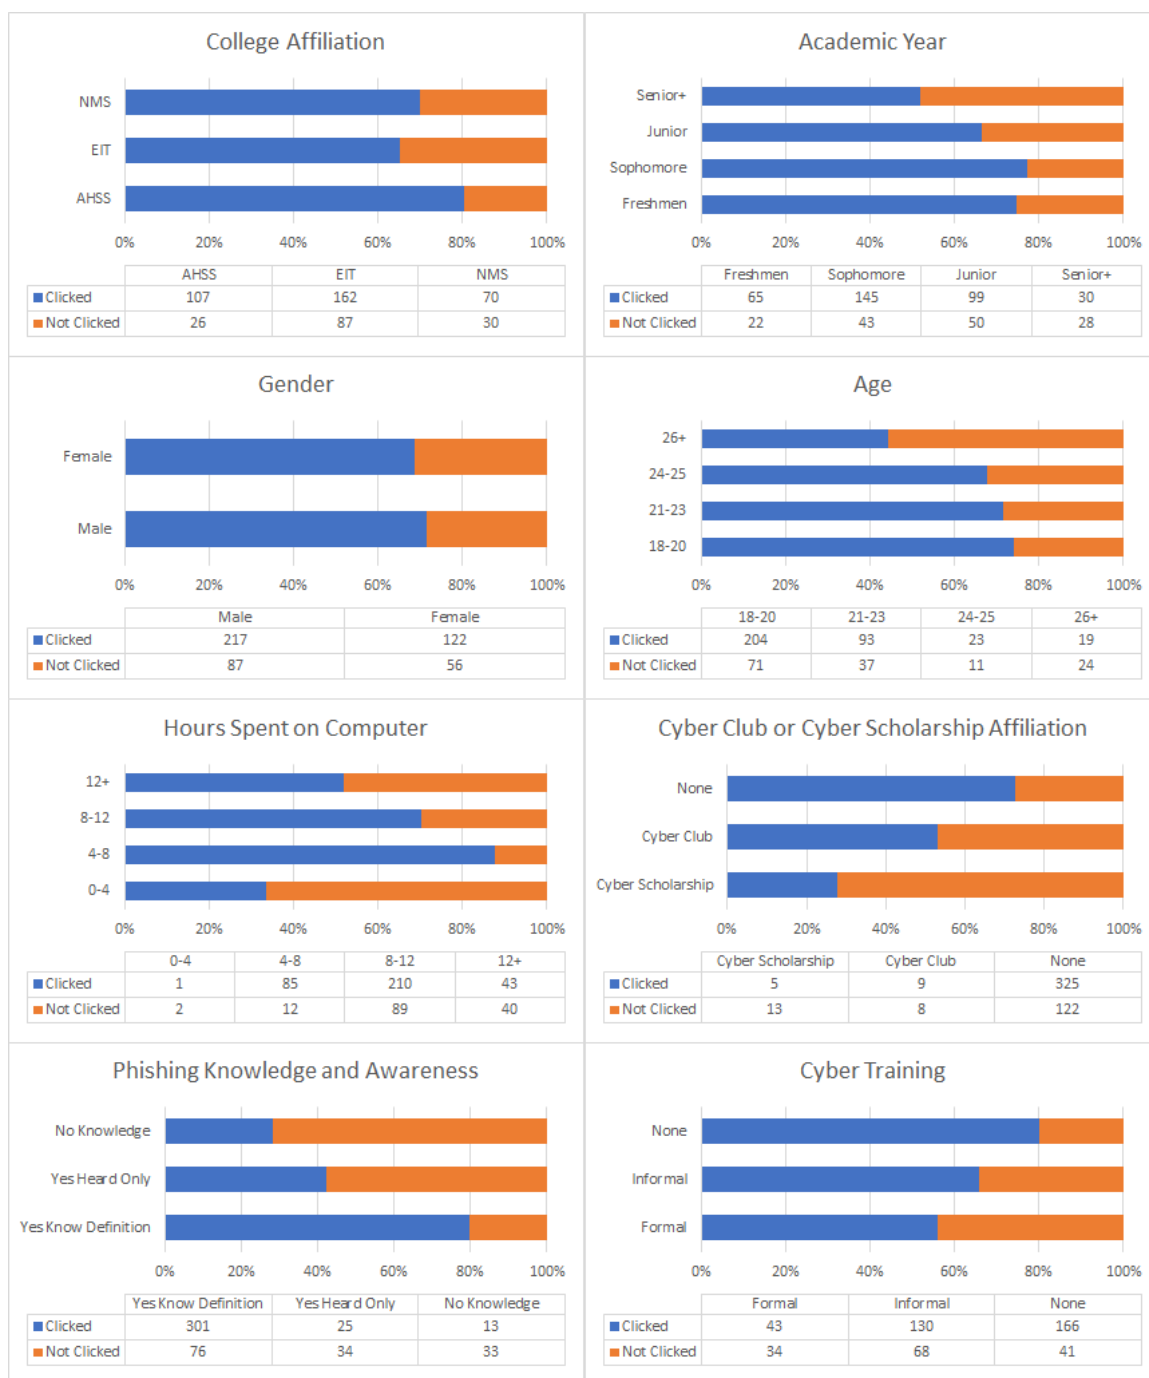 College Affiliation
NMS
EIT
AHSS
0% 20% 40% 60% 80% 100%
AHSS EIT NMS
Clicked 107 162 70
Not Clicked 26 87 30
Academic Year
Senior+
Junior
Sophomore
Freshmen
0% 20% 40% 60% 80% 100%
Freshmen Sophomore Junior Senior+
Clicked 65 145 99 30
Not Clicked 22 43 50 28
Gender
Female
Male
0% 20% 40% 60% 80% 100%
Male Female
Clicked 217 122
Not Clicked 87 56
Age
26+
24-25
21-23
18-20
0% 20% 40% 60% 80% 100%
18-20 21-23 24-25 26+
Clicked 204 93 23 19
Not Clicked 71 37 11 24
Hours Spent on Computer
12+
8-12
4-8
0-4
0% 20% 40% 60% 80% 100%
0-4 4-8 8-12 12+
Clicked 1 85 210 43
Not Clicked 2 12 89 40
Cyber Club or Cyber Scholarship Affiliation
None
Cyber Club
Cyber Scholarship
0% 20% 40% 60% 80% 100%
Cyber Scholarship Cyber Club None
Clicked 5 9 325
Not Clicked 13 8 122
Phishing Knowledge and Awareness
No Knowledge
Yes Heard Only
Yes Know Definition
0% 20% 40% 60% 80% 100%
Yes Know Definition Yes Heard Only No Knowledge
Clicked 301 25 13
Not Clicked 76 34 33
Cyber Training
None
Informal
Formal
0% 20% 40% 60% 80% 100%
Formal Informal None
Clicked 43 130 166
Not Clicked 34 68 41